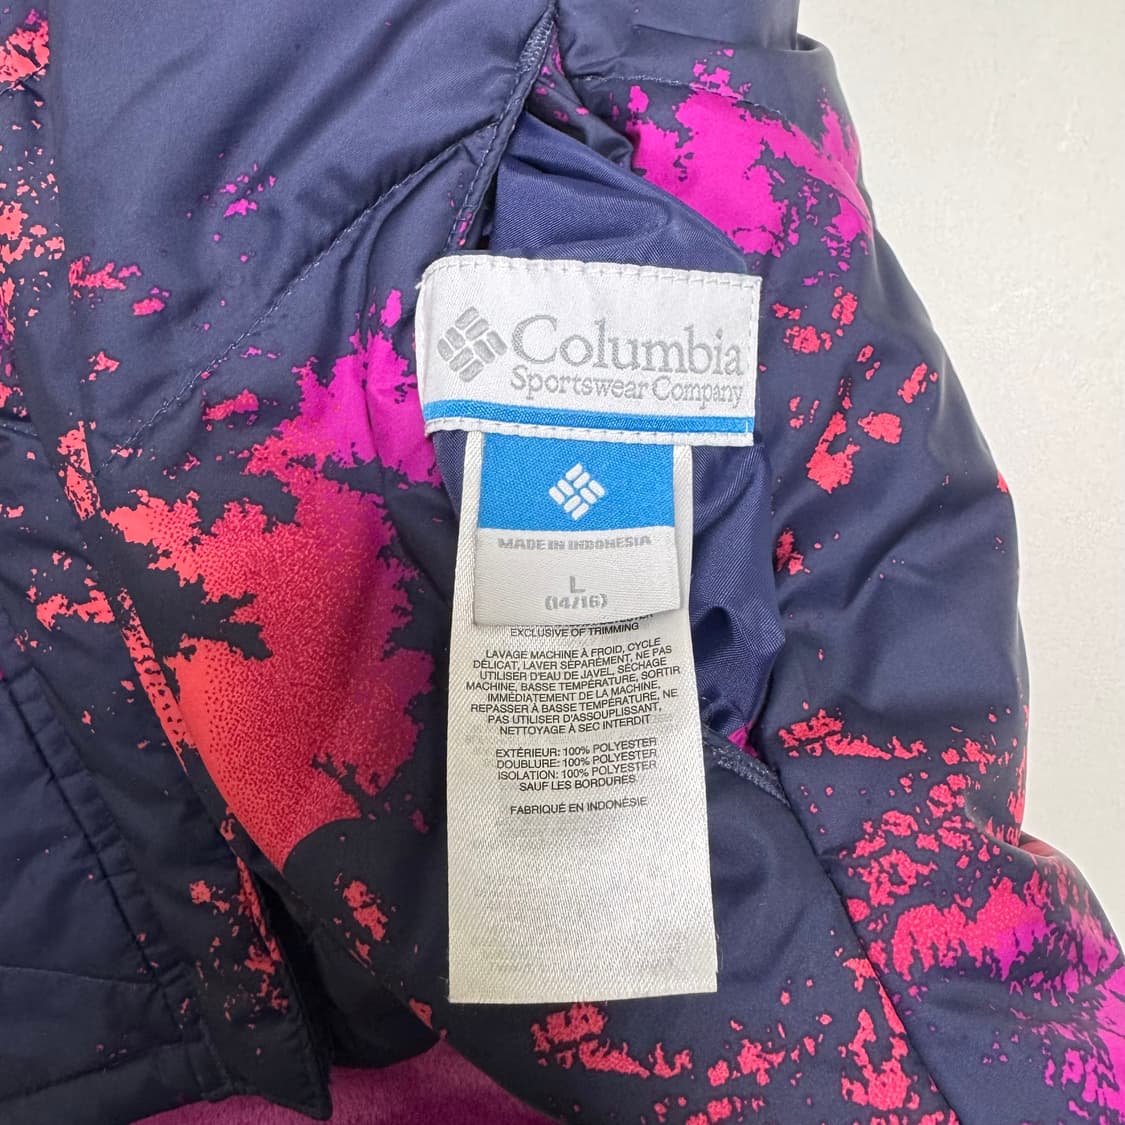 Columbia
Sportswear Company
MADE IN INDONESIA
L
(14/16)
EXCLUSIVE OF TRIMMING
LAVAGE MACHINE À FROID, CYCLE
DÉLICAT, LAVER SÉPARÉMENT, NE PAS
UTILISER D'EAU DE JAVEL, SÉCHAGE
MACHINE, BASSE TEMPÉRATURE, SORTIR
IMMÉDIATEMENT DE LA MACHINE,
REPASSER À BASSE TEMPÉRATURE, NE
PAS UTILISER D'ASSOUPLISSANT,
NETTOYAGE À SEC INTERDIT
EXTÉRIEUR: 100% POLYESTER
DOUBLURE: 100% POLYESTER
ISOLATION: 100% POLYESTER
SAUF LES BORDURES.
FABRIQUÉ EN INDONÉSIE